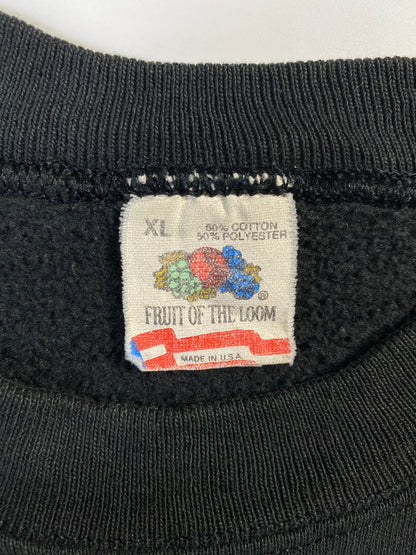 XL
50% COTTON
50% POLYESTER
®
FRUIT OF THE LOOM
MADE IN U.S.A.